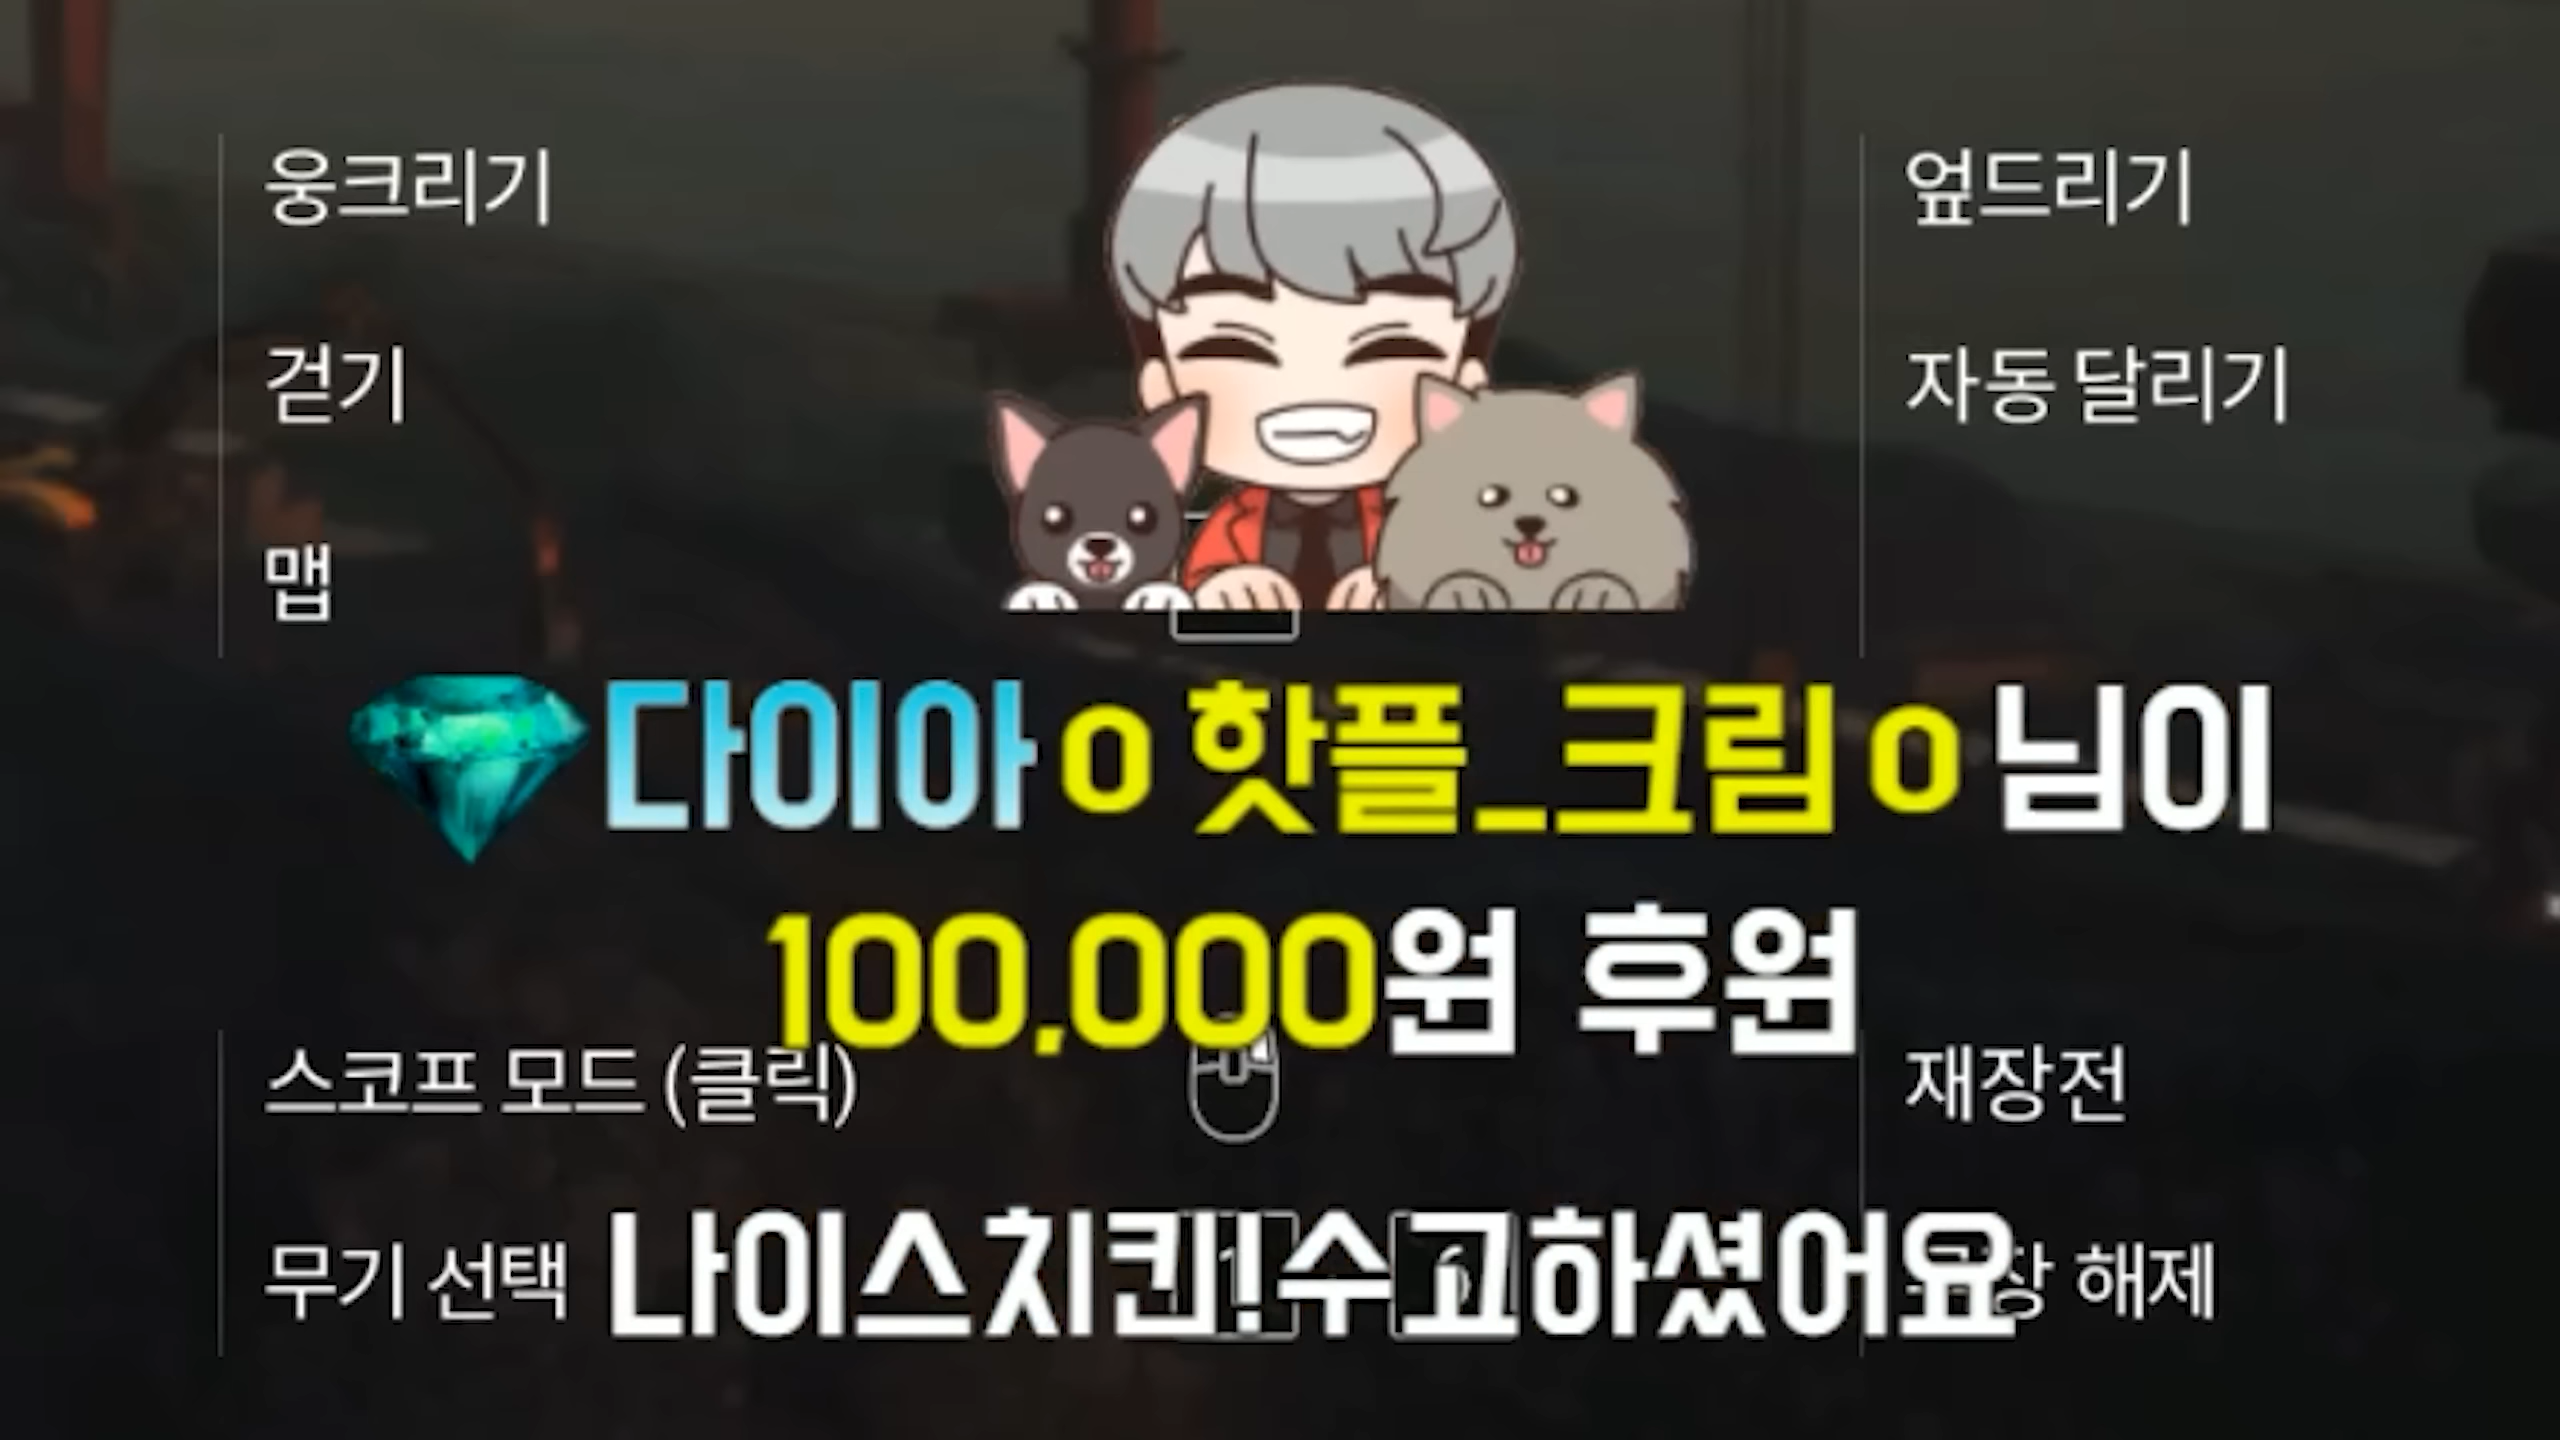 웅크리기
엎드리기
걷기
자동 달리기
맵
다이아 o 핫플_크림 o 님이
100,000원 후원
스코프 모드 (클릭)
재장전
무기 선택
나이스치킨!수고하셨어요
해제